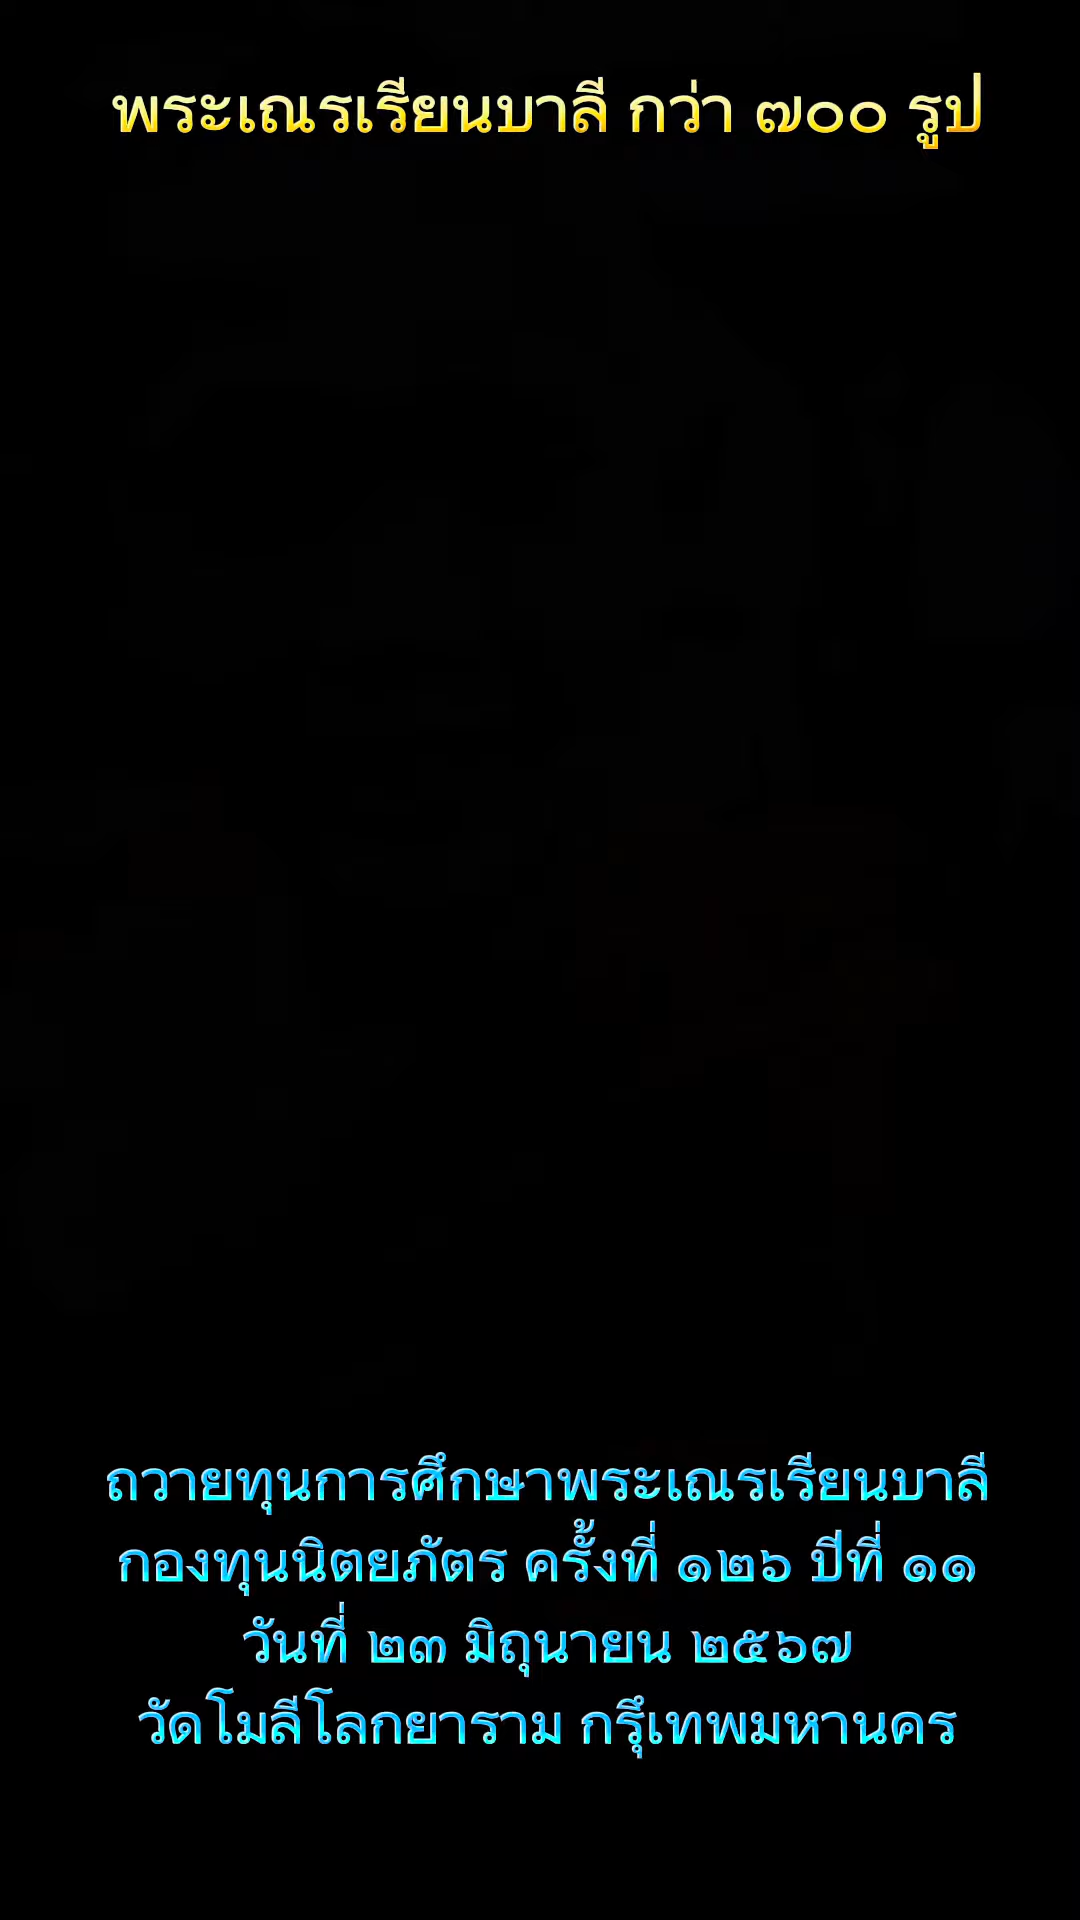 พระเณรเรียนบาลี กว่า ๗๐๐ รูป
ถวายทุนการศึกษาพระเณรเรียนบาลี
กองทุนนิตยภัตร ครั้งที่ ๑๒๖ ปีที่ ๑๑
วันที่ ๒๓ มิถุนายน ๒๕๖๗
วัดโมลีโลกยาราม กรุึเทพมหานคร